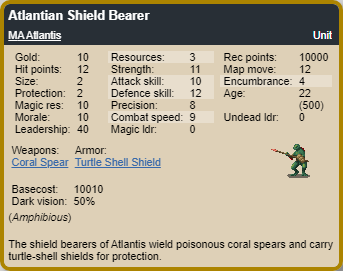 Atlantian Shield Bearer
MA Atlantis Unit
Gold: 10 Resources: 3 Rec points: 10000
Hit points: 12 Strength: 11 Map move: 12
Size: 2 Attack skill: 10 Encumbrance: 4
Protection: 2 Defence skill: 12 Age: 22
Magic res: 10 Precision: 8 (500)
Morale: 10 Combat speed: 9 Undead ldr: 0
Leadership: 40 Magic ldr: 0
Weapons: Armor:
Coral Spear Turtle Shell Shield
Basecost: 10010
Dark vision: 50%
(Amphibious)
The shield bearers of Atlantis wield poisonous coral spears and carry
turtle-shell shields for protection.